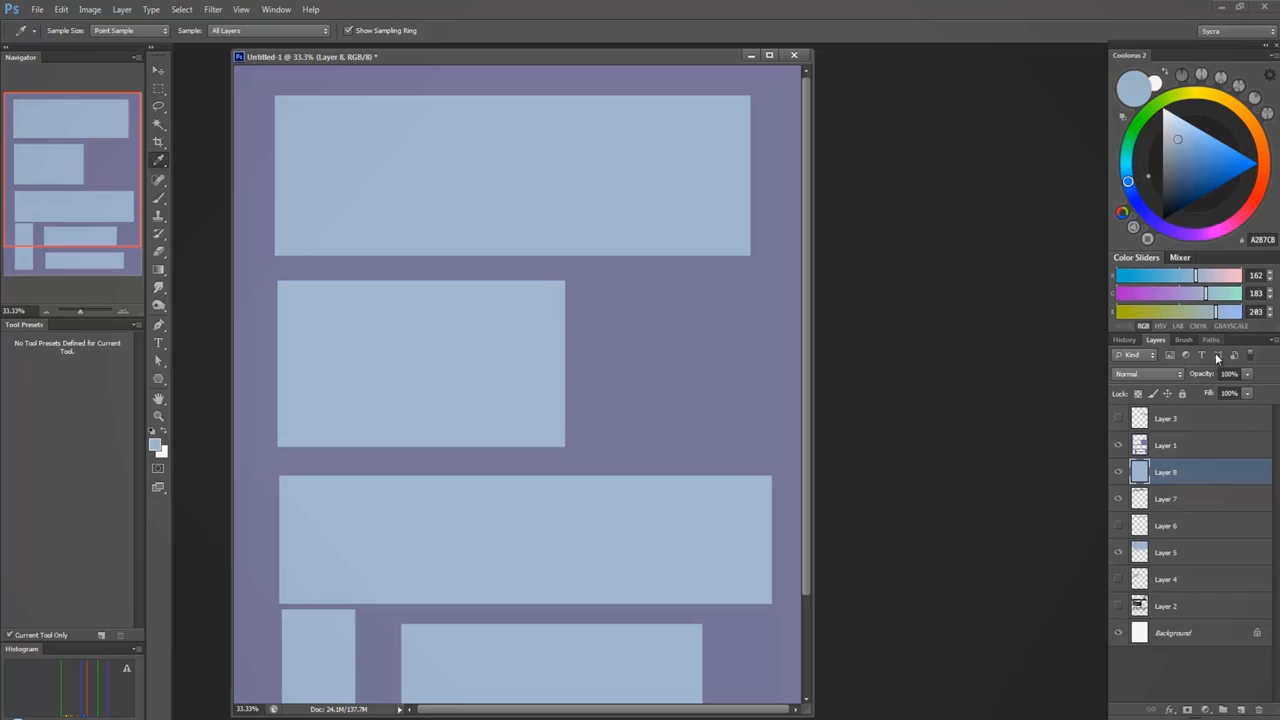 Ps File Edit Image Layer Type Select Filter Edit View Window Help
Sample Size: Point Sample Sample: All Layers Show Sampling Ring Sycra
Navigator
Untitled-1 @ 33.3% (Layer 8, RGB/8) *
Coolorus 2
# A2B7CB
Color Sliders Mixer
162
183
203
RGB HSV LAB CMYK GRAYSCALE
33.33%
Tool Presets
No Tool Presets Defined for Current
Tool.
History Layers Brush Paths
Kind
Normal Opacity: 100%
Lock: Fill: 100%
Layer 3
Layer 1
Layer 8
Layer 7
Layer 6
Layer 5
Layer 4
Layer 2
Background
Current Tool Only
Histogram
33.33% Doc: 24.1M/137.7M